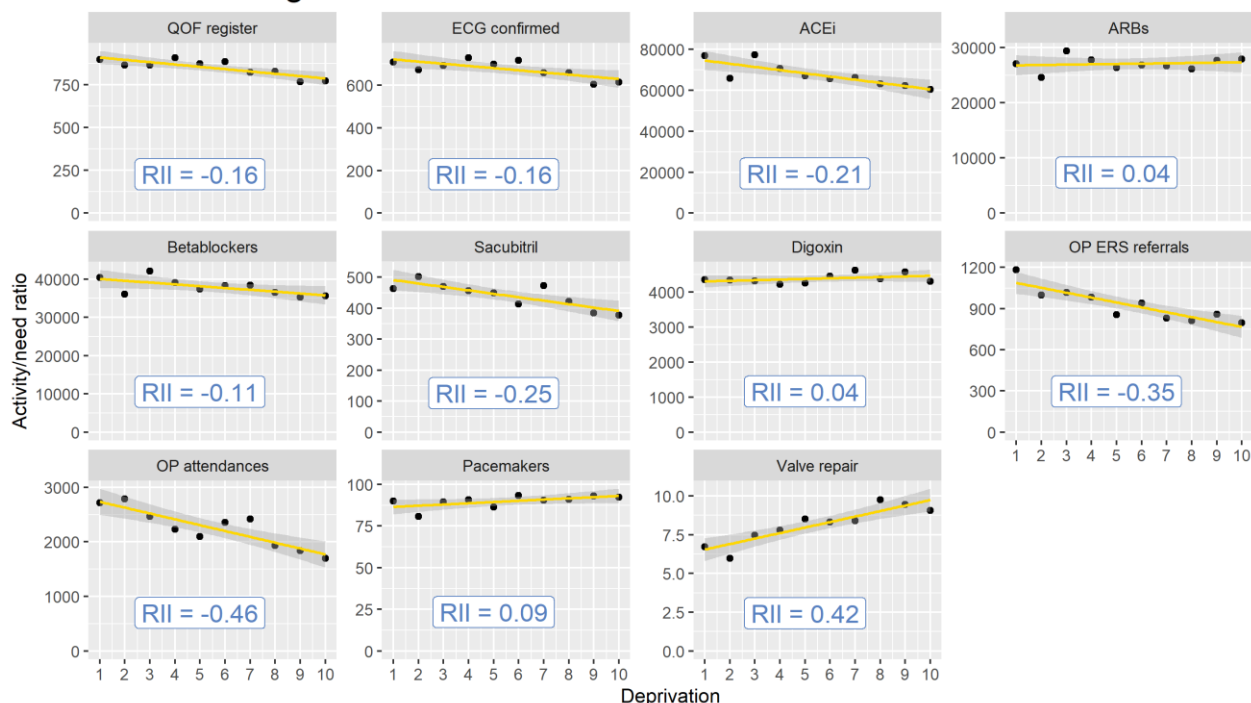 QOF register
ECG confirmed
ACEi
ARBs
750
500
250
0
RII = -0.16
600
400
200
0
RII = -0.16
80000
60000
40000
20000
0
RII = -0.21
30000
20000
10000
0
RII = 0.04
Betablockers
Sacubitril
Digoxin
OP ERS referrals
40000
30000
20000
10000
0
RII = -0.11
500
400
300
200
100
0
RII = -0.25
4000
3000
2000
1000
0
RII = 0.04
1200
900
600
300
0
RII = -0.35
1 2 3 4 5 6 7 8 9 10
OP attendances
Pacemakers
Valve repair
3000
2000
1000
0
RII = -0.46
1 2 3 4 5 6 7 8 9 10
100
75
50
25
0
RII = 0.09
1 2 3 4 5 6 7 8 9 10
10.0
7.5
5.0
2.5
0.0
RII = 0.42
1 2 3 4 5 6 7 8 9 10
Activity/need ratio
Deprivation